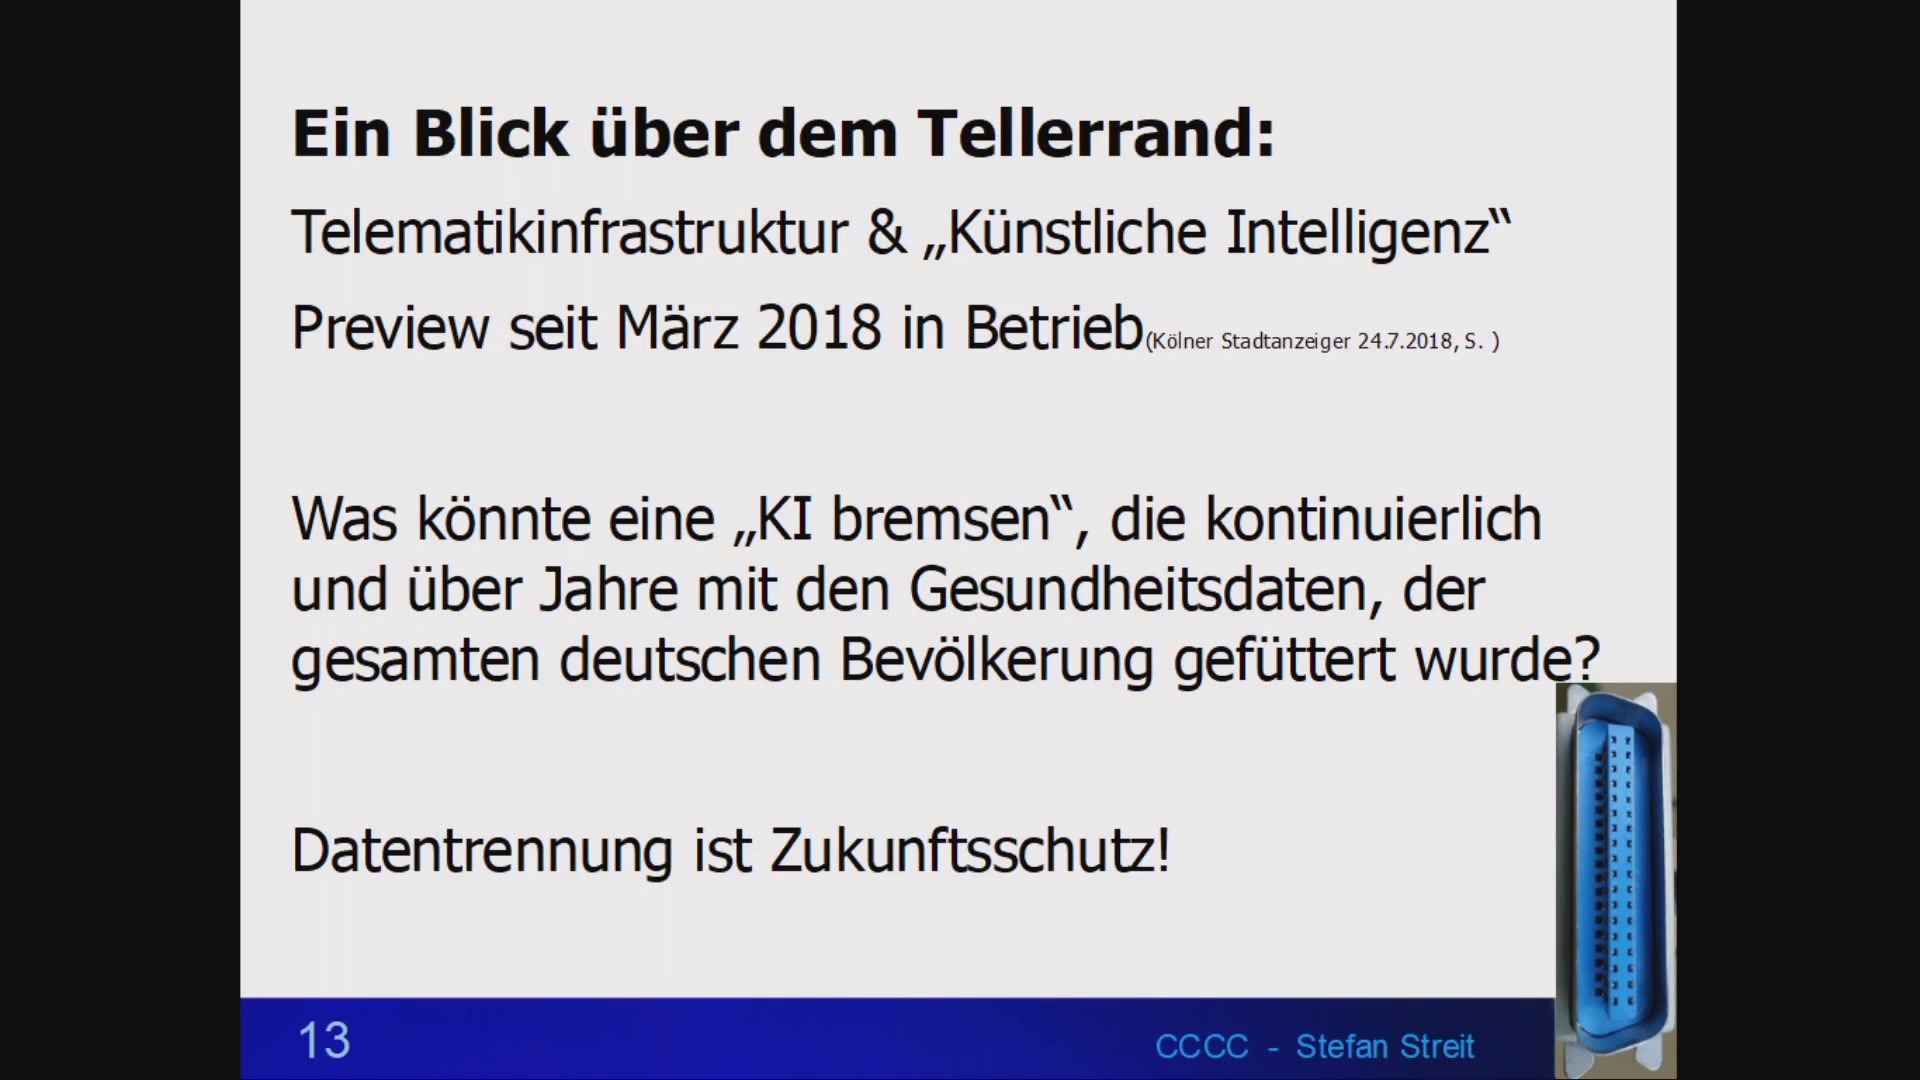 Ein Blick über dem Tellerrand:
Telematikinfrastruktur & „Künstliche Intelligenz“
Preview seit März 2018 in Betrieb(Kölner Stadtanzeiger 24.7.2018, S. )
Was könnte eine „KI bremsen“, die kontinuierlich
und über Jahre mit den Gesundheitsdaten, der
gesamten deutschen Bevölkerung gefüttert wurde?
Datentrennung ist Zukunftsschutz!
13
CCCC - Stefan Streit